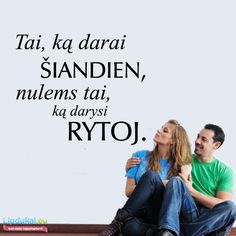 Tai, ką darai
ŠIANDIEN,
nulems tai,
ką darysi
RYTOJ.
Lipdukai.eu